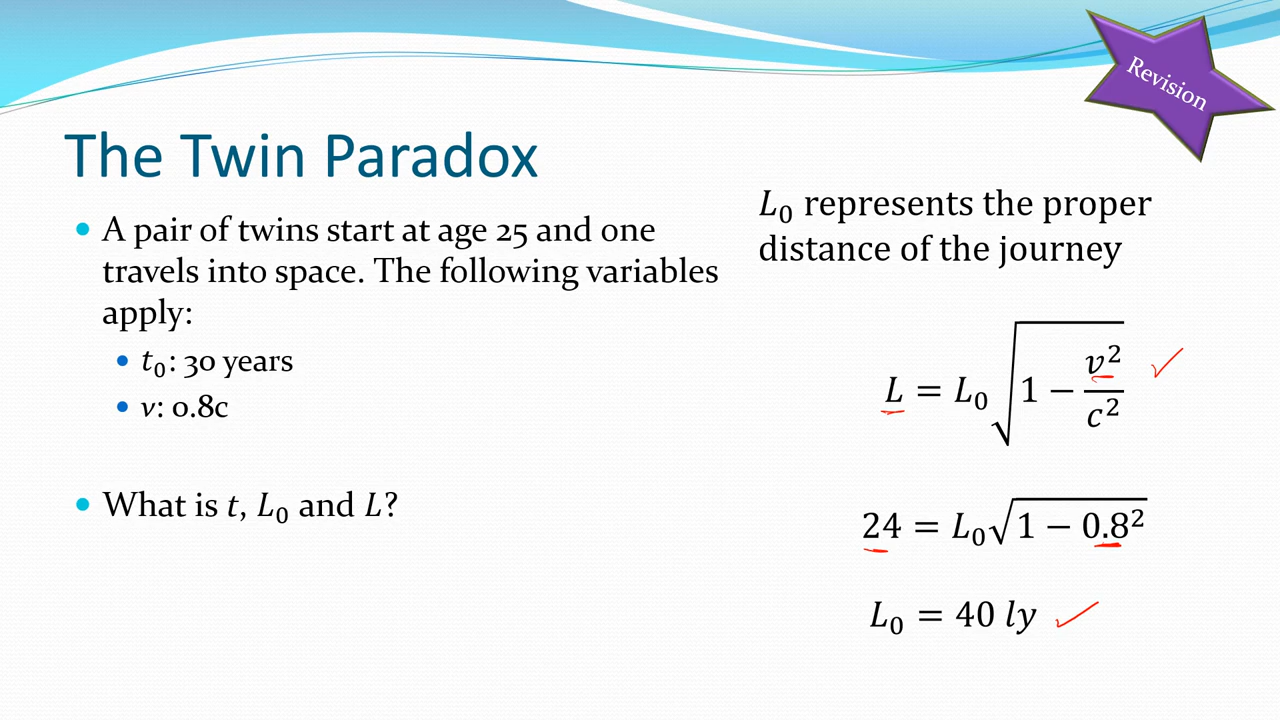 Revision
The Twin Paradox
A pair of twins start at age 25 and one
travels into space. The following variables
apply:
t₀: 30 years
v: 0.8c
What is t, L₀ and L?
L₀ represents the proper
distance of the journey
L = L₀ √(1 − v²/c²)
24 = L₀√(1 − 0.8²)
L₀ = 40 ly